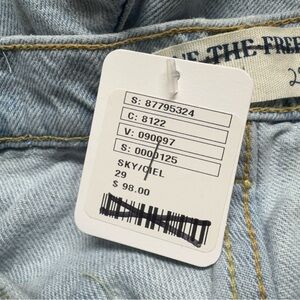 THE FREE
S: 87795324
C: 8122
V: 090097
S: 0000125
SKY/CIEL
29
$ 98.00